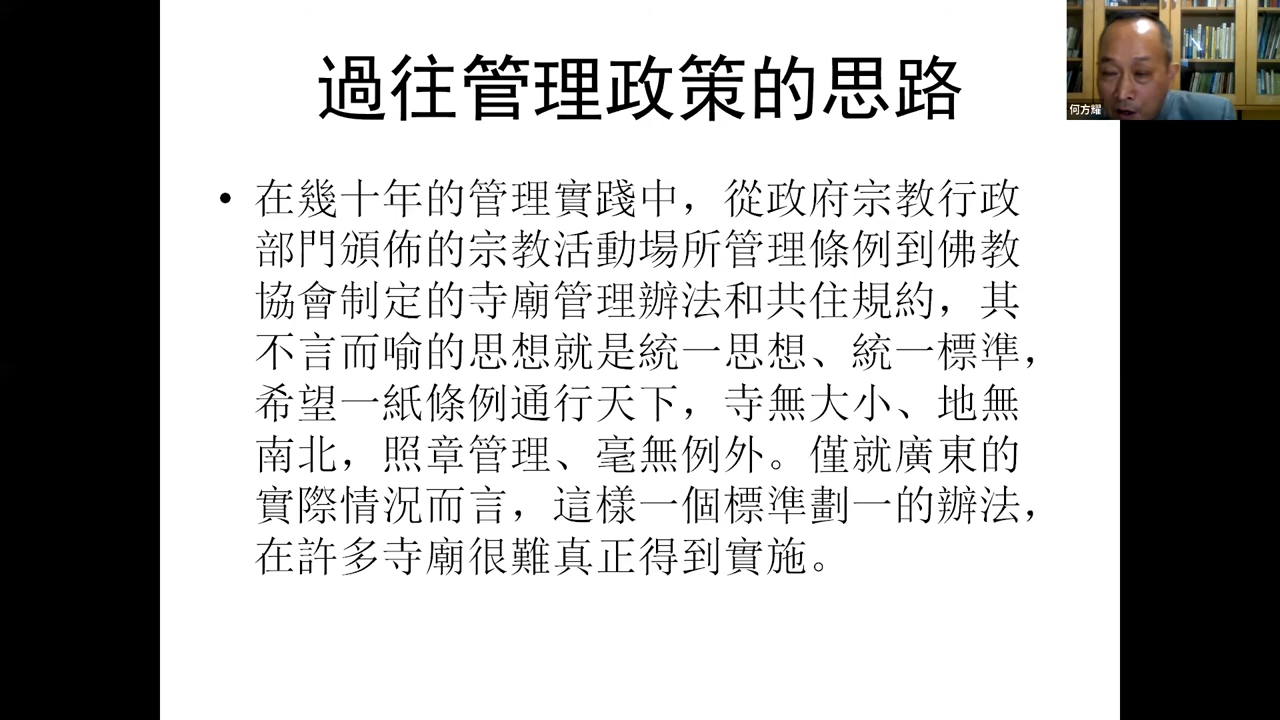 過往管理政策的思路
何方耀
• 在幾十年的管理實踐中，從政府宗教行政
部門頒佈的宗教活動場所管理條例到佛教
協會制定的寺廟管理辦法和共住規約，其
不言而喻的思想就是統一思想、統一標準，
希望一紙條例通行天下，寺無大小、地無
南北，照章管理、毫無例外。僅就廣東的
實際情況而言，這樣一個標準劃一的辦法，
在許多寺廟很難真正得到實施。